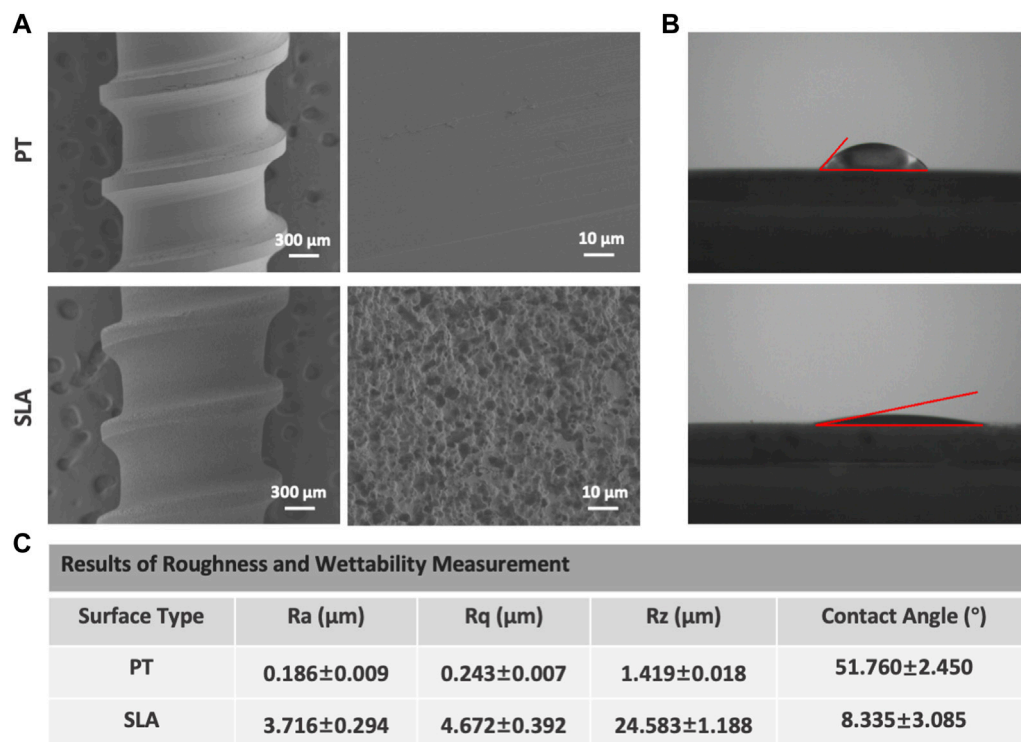 A
B
PT
300 µm
10 µm
SLA
300 µm
10 µm
C
Results of Roughness and Wettability Measurement
Surface Type Ra (µm) Rq (µm) Rz (µm) Contact Angle (°)
PT 0.186±0.009 0.243±0.007 1.419±0.018 51.760±2.450
SLA 3.716±0.294 4.672±0.392 24.583±1.188 8.335±3.085